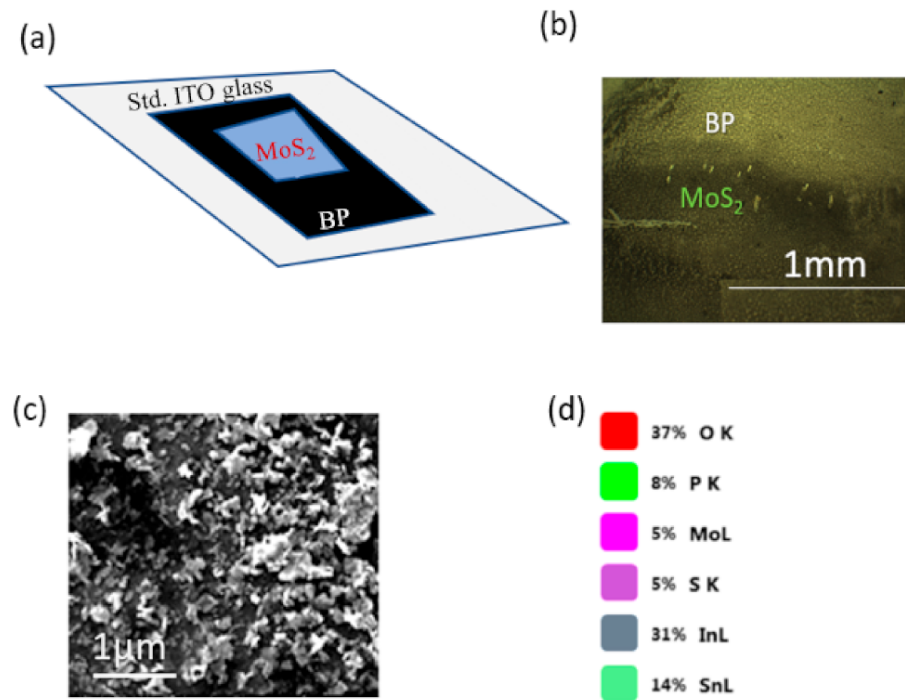 (a)
Std. ITO glass
MoS₂
BP
(b)
BP
MoS₂
1mm
(c)
1μm
(d)
37% O K
8% P K
5% MoL
5% S K
31% InL
14% SnL